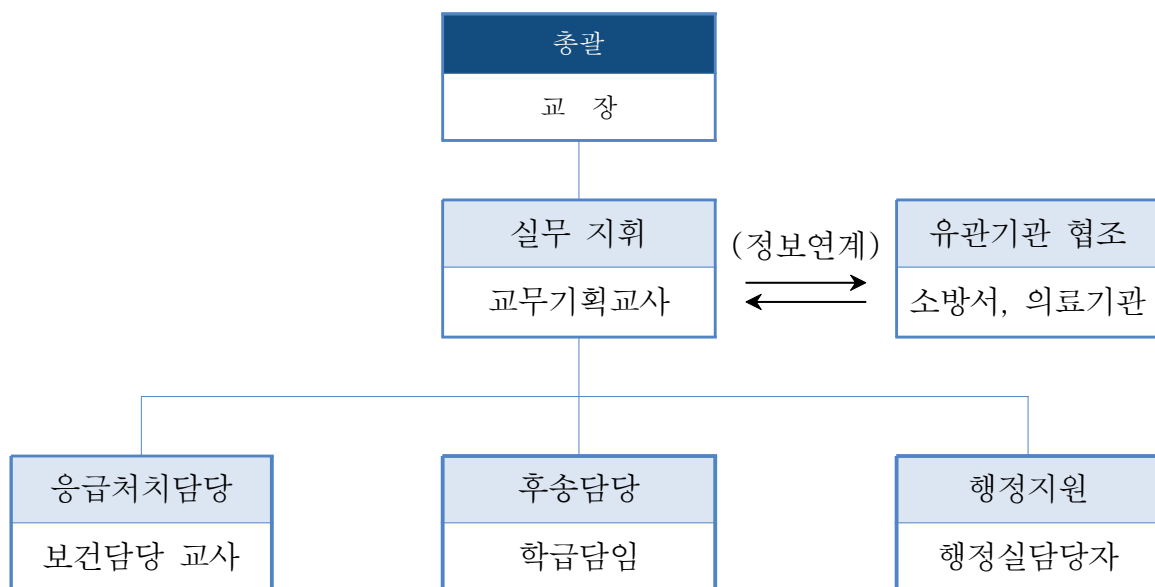 총괄
교 장
실무 지휘
교무기획교사
(정보연계)
유관기관 협조
소방서, 의료기관
응급처치담당
보건담당 교사
후송담당
학급담임
행정지원
행정실담당자